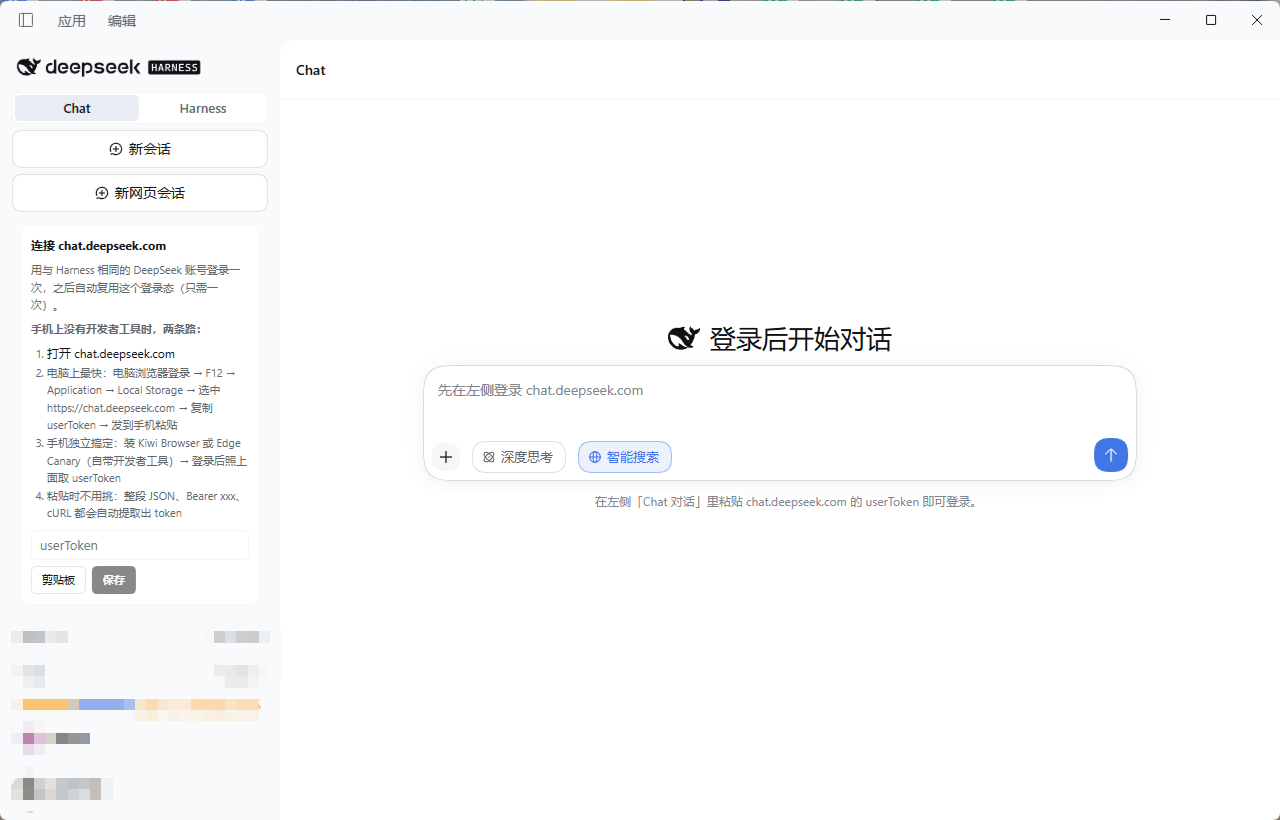 应用 编辑
deepseek HARNESS
Chat Harness
新会话
新网页会话
连接 chat.deepseek.com
用与 Harness 相同的 DeepSeek 账号登录一
次，之后自动复用这个登录态（只需一
次）。
手机上没有开发者工具时，两条路：
1. 打开 chat.deepseek.com
2. 电脑上最快：电脑浏览器登录 → F12 →
Application → Local Storage → 选中
https://chat.deepseek.com → 复制
userToken → 发到手机粘贴
3. 手机独立搞定：装 Kiwi Browser 或 Edge
Canary（自带开发者工具）→ 登录后照上
面取 userToken
4. 粘贴时不用挑：整段 JSON、Bearer xxx、
cURL 都会自动提取出 token
userToken
剪贴板 保存
Chat
登录后开始对话
先在左侧登录 chat.deepseek.com
深度思考 智能搜索
在左侧「Chat 对话」里粘贴 chat.deepseek.com 的 userToken 即可登录。